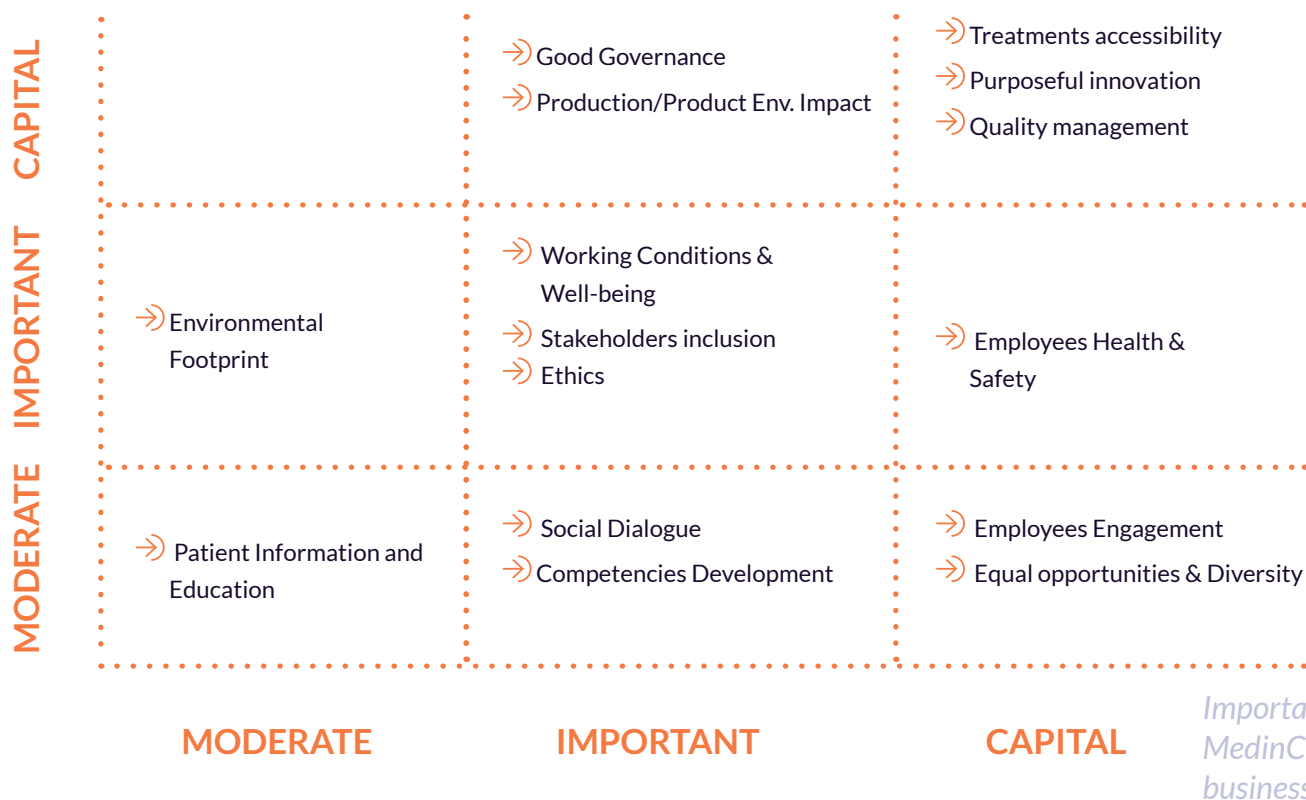 CAPITAL
Good Governance
Production/Product Env. Impact
Treatments accessibility
Purposeful innovation
Quality management
IMPORTANT
Environmental
Footprint
Working Conditions &
Well-being
Stakeholders inclusion
Ethics
Employees Health &
Safety
MODERATE
Patient Information and
Education
Social Dialogue
Competencies Development
Employees Engagement
Equal opportunities & Diversity
MODERATE
IMPORTANT
CAPITAL
business